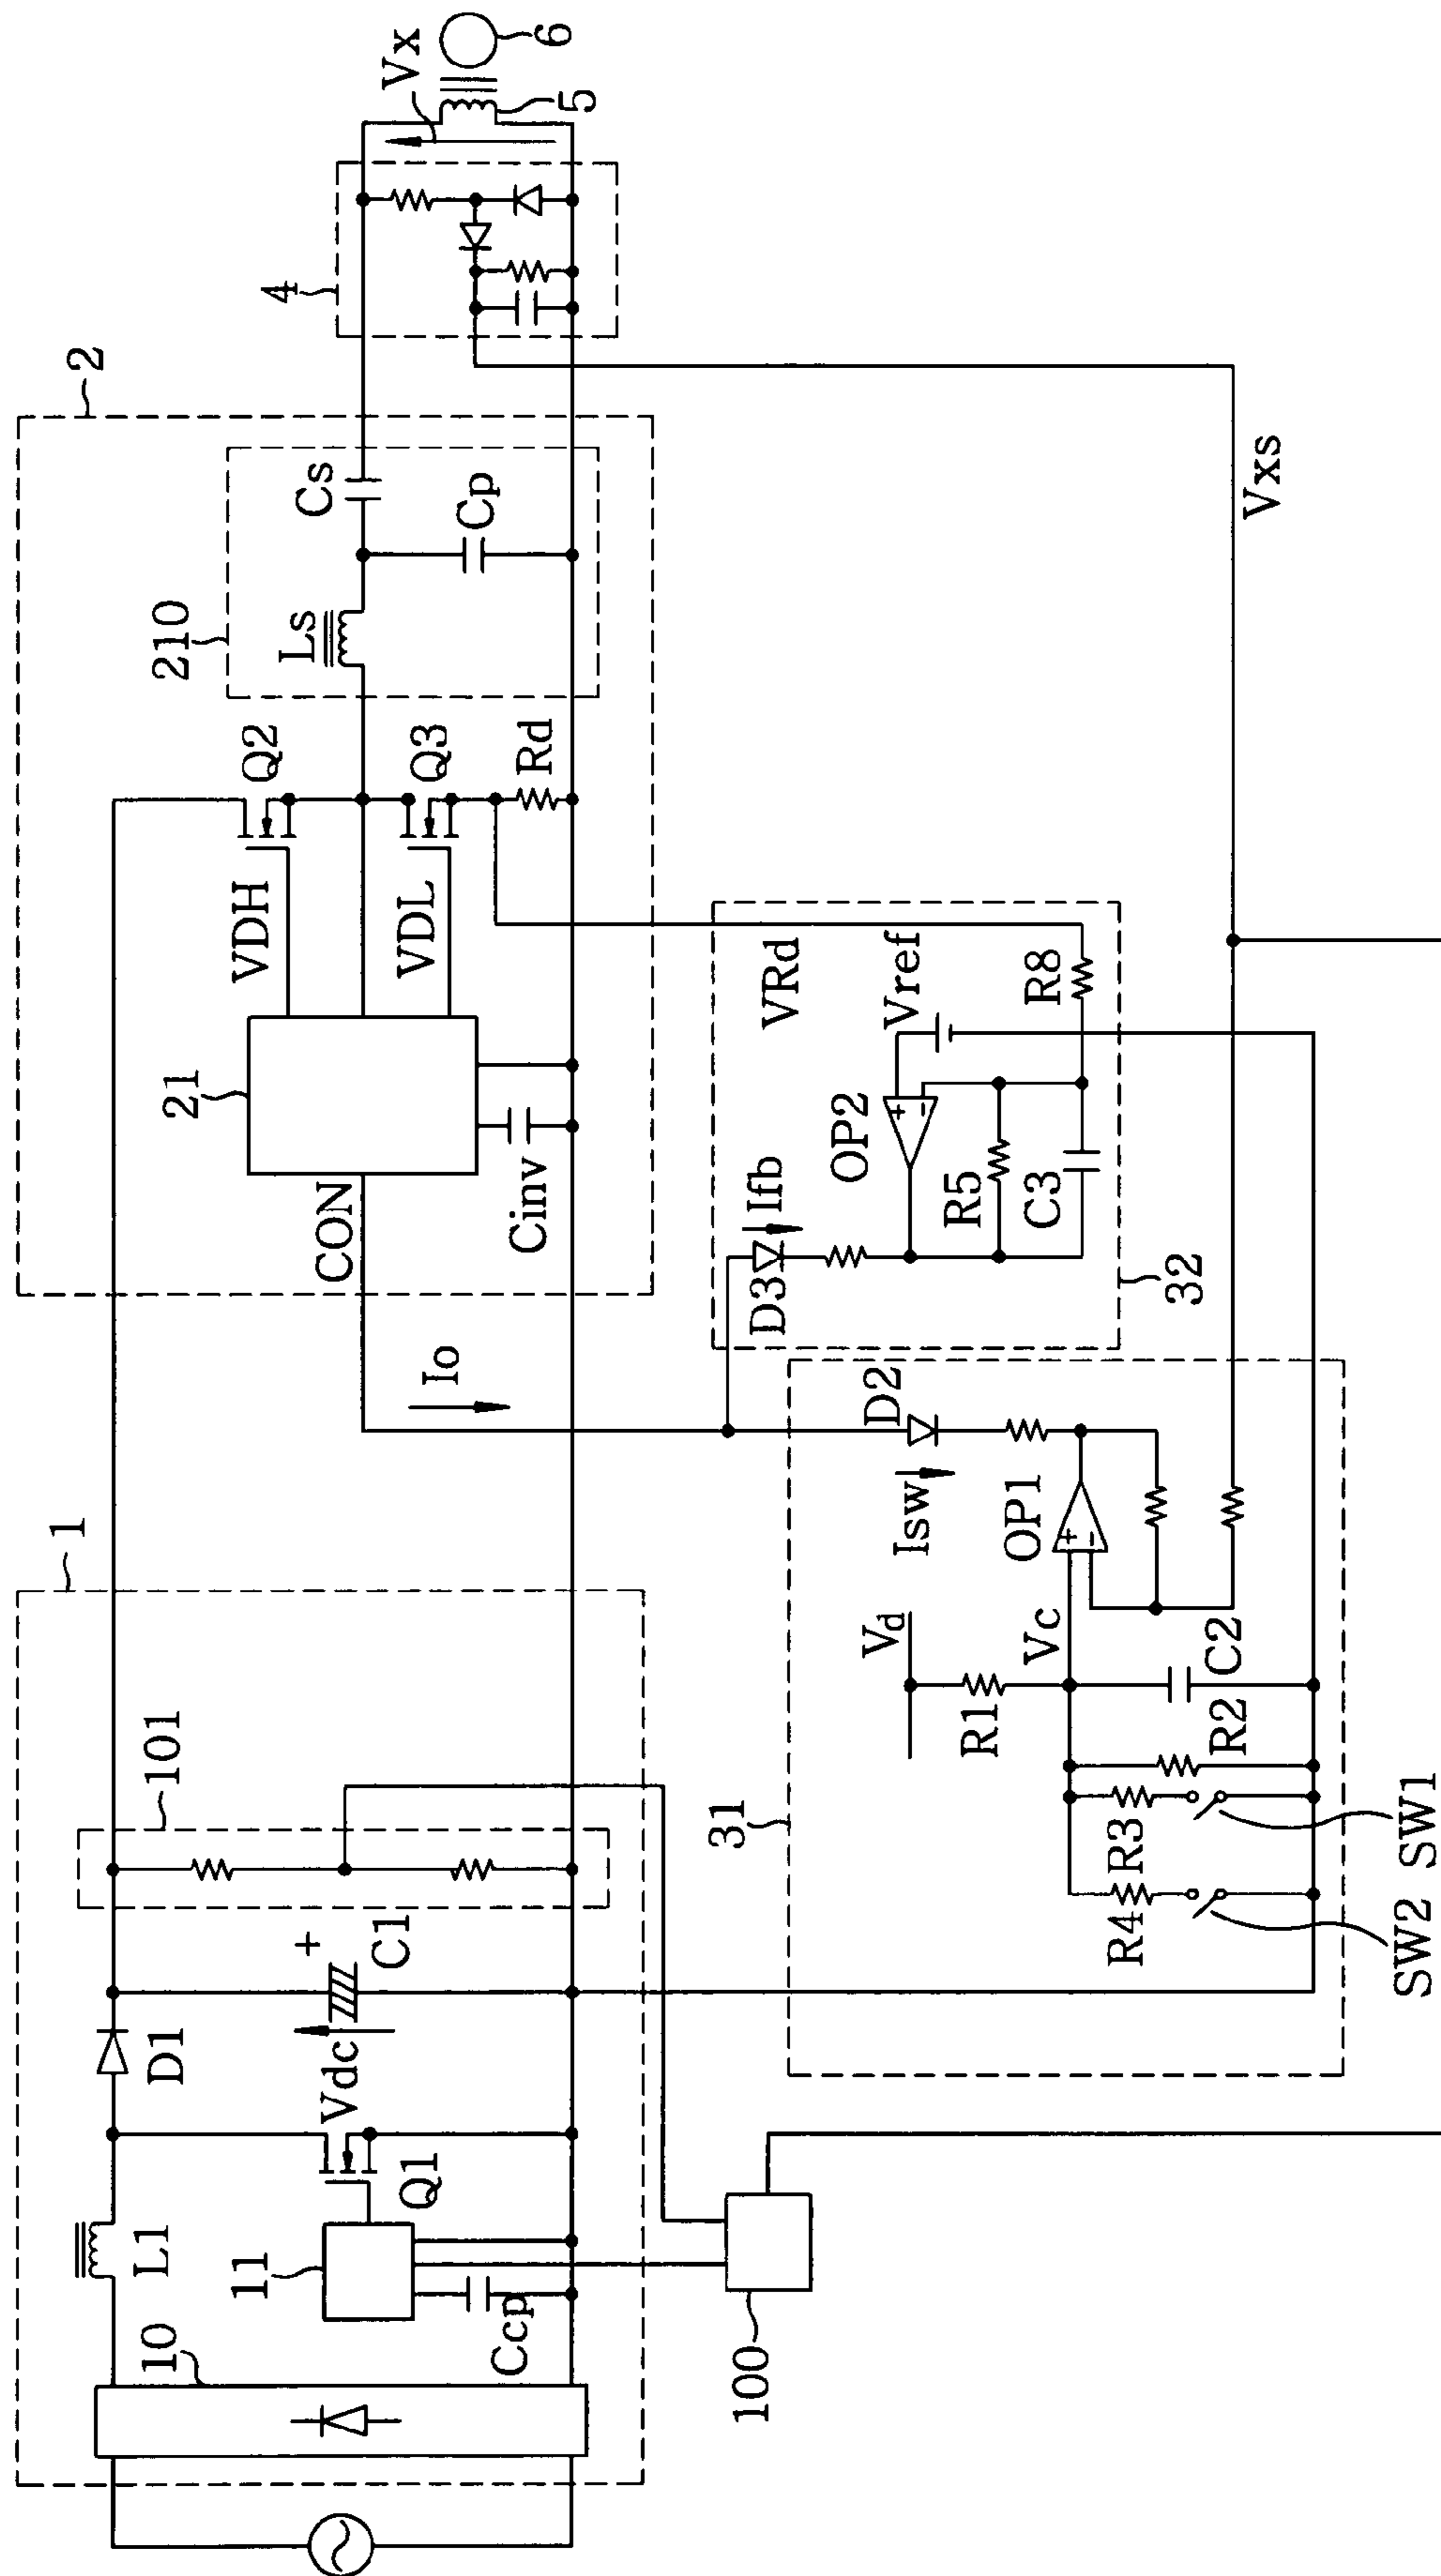 1
2
10
L1
D1
Vdc
+
C1
101
11
Q1
Ccp
100
21
CON
Cinv
VDH
VDL
Q2
Q3
Rd
210
Ls
Cs
Cp
4
Vx
5
6
Io
31
Vd
R1
Vc
C2
R2
R3
R4
SW1
SW2
Isw
D2
OP1
+
−
32
D3
Ifb
OP2
+
−
R5
C3
R8
Vref
VRd
Vxs